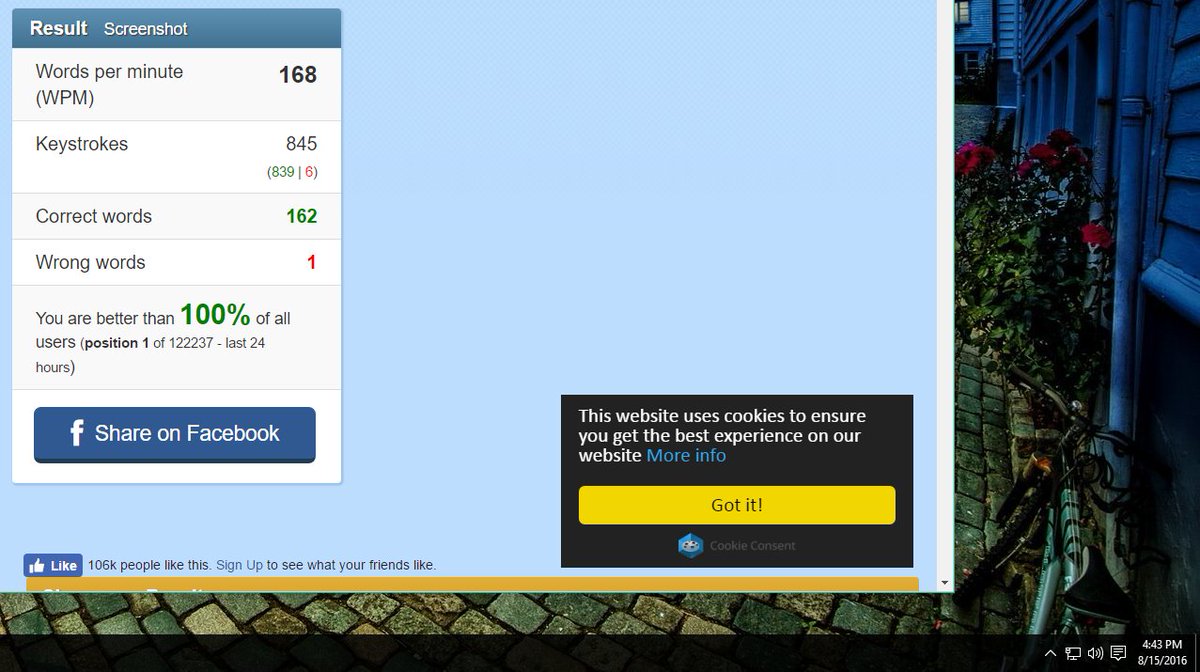 Result Screenshot
Words per minute 168
(WPM)
Keystrokes 845
(839 | 6)
Correct words 162
Wrong words 1
You are better than 100% of all
users (position 1 of 122237 - last 24
hours)
f Share on Facebook
This website uses cookies to ensure
you get the best experience on our
website More info
Got it!
Cookie Consent
Like 106k people like this. Sign Up to see what your friends like.
4:43 PM
8/15/2016